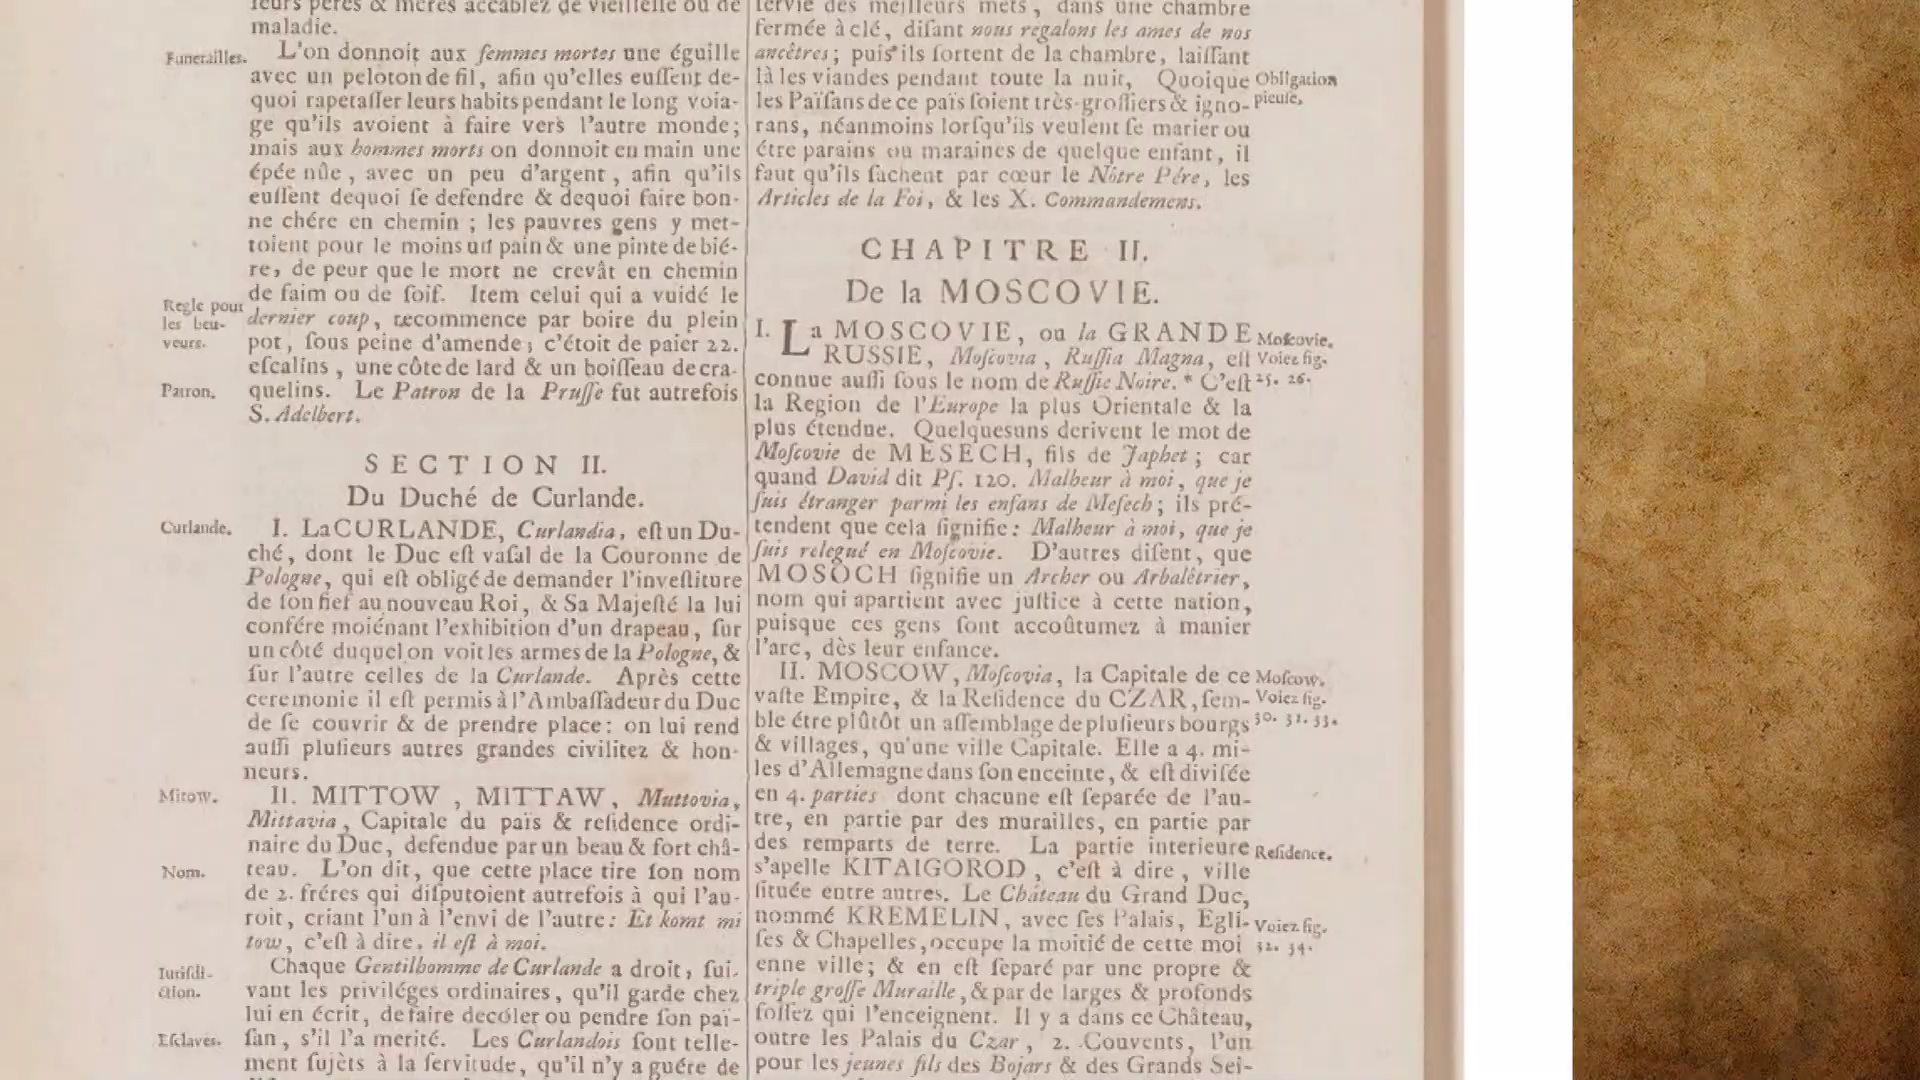 leurs peres & meres accablez de vieillesse ou de
maladie.
Funerailles.
L'on donnoit aux femmes mortes une éguille
avec un peloton de fil, afin qu'elles eussent de-
quoi rapetasser leurs habits pendant le long voia-
ge qu'ils avoient à faire vers l'autre monde;
mais aux hommes morts on donnoit en main une
épée nûe, avec un peu d'argent, afin qu'ils
eussent dequoi se defendre & dequoi faire bon-
ne chére en chemin; les pauvres gens y met-
toient pour le moins un pain & une pinte de bié-
re, de peur que le mort ne crevât en chemin
de faim ou de soif. Item celui qui a vuidé le
Regle pour
les beu-
veurs.
dernier coup, recommence par boire du plein
pot, sous peine d'amende; c'étoit de paier 22.
escalins, une côte de lard & un boisseau de cra-
Patron.
quelins. Le Patron de la Prusse fut autrefois
S. Adelbert.
SECTION II.
Du Duché de Curlande.
Curlande.
I. La CURLANDE, Curlandia, est un Du-
ché, dont le Duc est vasal de la Couronne de
Pologne, qui est obligé de demander l'investiture
de son fief au nouveau Roi, & Sa Majesté la lui
confére moiénant l'exhibition d'un drapeau, sur
un côté duquel on voit les armes de la Pologne, &
sur l'autre celles de la Curlande. Après cette
ceremonie il est permis à l'Ambassadeur du Duc
de se couvrir & de prendre place: on lui rend
aussi plusieurs autres grandes civilitez & hon-
neurs.
Mitow.
II. MITTOW, MITTAW, Muttovia,
Mittavia, Capitale du païs & residence ordi-
naire du Duc, defendue par un beau & fort châ-
Nom.
teau. L'on dit, que cette place tire son nom
de 2. fréres qui disputoient autrefois à qui l'au-
roit, criant l'un à l'envi de l'autre: Et komt mi
tow, c'est à dire, il est à moi.
Iurisdi-
ction.
Chaque Gentilhomme de Curlande a droit, sui-
vant les priviléges ordinaires, qu'il garde chez
lui en écrit, de faire decóler ou pendre son païi-
Esclaves.
san, s'il l'a merité. Les Curlandois sont telle-
ment sujèts à la servitude, qu'il n'y a guére de
servie des meilleurs mets, dans une chambre
fermée à clé, disant nous regalons les ames de nos
ancêtres; puis ils sortent de la chambre, laissant
là les viandes pendant toute la nuit, Quoique
Obligation
pieuse.
les Païsans de ce païs soient très-grossiers & igno-
rans, néanmoins lorsqu'ils veulent se marier ou
étre parains ou maraines de quelque enfant, il
faut qu'ils sachent par cœur le Nôtre Pére, les
Articles de la Foi, & les X. Commandemens.
CHAPITRE II.
De la MOSCOVIE.
I. La MOSCOVIE, ou la GRANDE
Moscovie.
Voiez fig.
25. 26.
RUSSIE, Moscovia, Russia Magna, est
connue aussi sous le nom de Russie Noire. * C'est
la Region de l'Europe la plus Orientale & la
plus étendue. Quelquesuns derivent le mot de
Moscovie de MESECH, fils de Japhet; car
quand David dit Ps. 120. Malheur à moi, que je
suis étranger parmi les enfans de Mesech; ils pré-
tendent que cela signifie: Malheur à moi, que je
suis relegué en Moscovie. D'autres disent, que
MOSOCH signifie un Archer ou Arbalêtrier,
nom qui apartient avec justice à cette nation,
puisque ces gens sont accoûtumez à manier
l'arc, dès leur enfance.
II. MOSCOW, Moscovia, la Capitale de ce
Moscow.
Voiez fig.
30. 31. 33.
vaste Empire, & la Residence du CZAR, sem-
ble étre plûtôt un assemblage de plusieurs bourgs
& villages, qu'une ville Capitale. Elle a 4. mi-
les d'Allemagne dans son enceinte, & est divisée
en 4. parties dont chacune est separée de l'au-
tre, en partie par des murailles, en partie par
des remparts de terre. La partie interieure
Residence.
s'apelle KITAIGOROD, c'est à dire, ville
située entre autres. Le Château du Grand Duc,
nommé KREMELIN, avec ses Palais, Egli-
Voiez fig.
32. 34.
ses & Chapelles, occupe la moitié de cette moi
enne ville; & en est separé par une propre &
triple grosse Muraille, & par de larges & profonds
fossez qui l'enceignent. Il y a dans ce Château,
outre les Palais du Czar, 2. Couvents, l'un
pour les jeunes fils des Bojars & des Grands Sei-